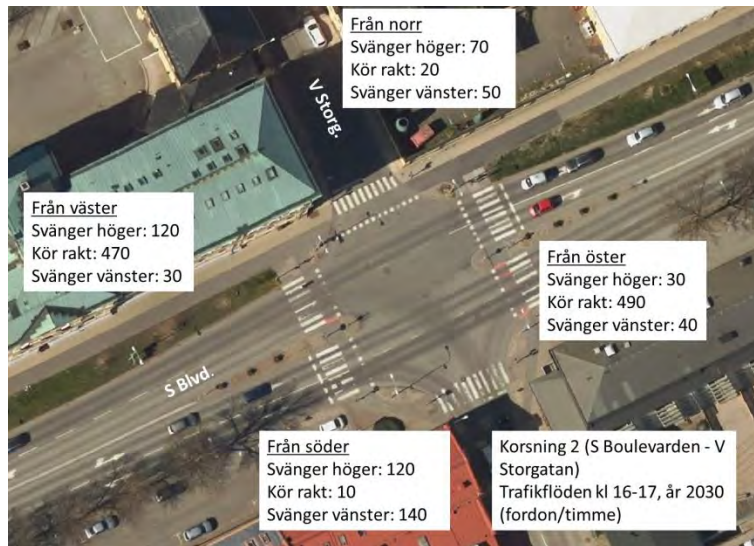 Från norr
Svänger höger: 70
Kör rakt: 20
Svänger vänster: 50
V Storg.
Från väster
Svänger höger: 120
Kör rakt: 470
Svänger vänster: 30
Från öster
Svänger höger: 30
Kör rakt: 490
Svänger vänster: 40
S Blvd.
Från söder
Svänger höger: 120
Kör rakt: 10
Svänger vänster: 140
Korsning 2 (S Boulevarden - V
Storgatan)
Trafikflöden kl 16-17, år 2030
(fordon/timme)